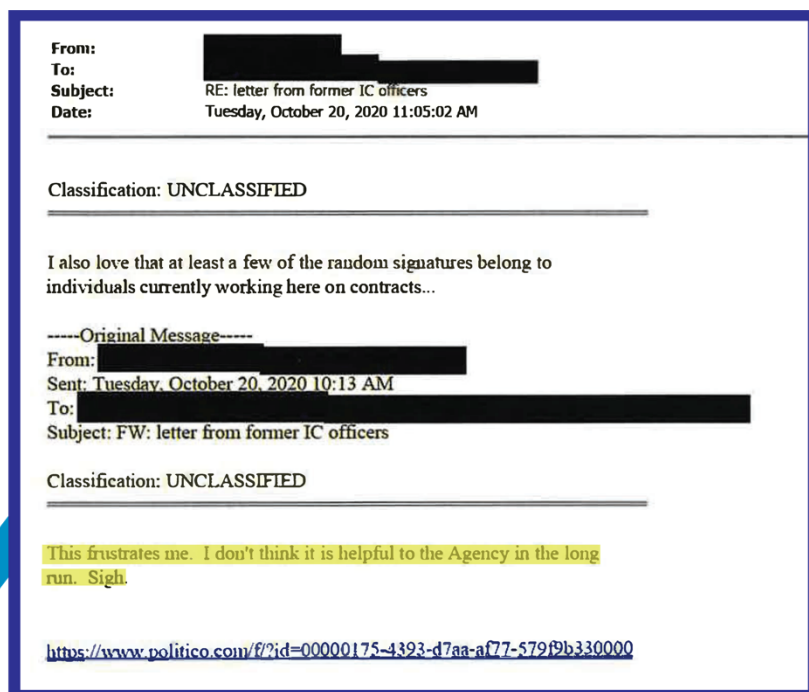 From:
To:
Subject: RE: letter from former IC officers
Date: Tuesday, October 20, 2020 11:05:02 AM
Classification: UNCLASSIFIED
I also love that at least a few of the random signatures belong to
individuals currently working here on contracts...
-----Original Message-----
From:
Sent: Tuesday, October 20, 2020 10:13 AM
To:
Subject: FW: letter from former IC officers
Classification: UNCLASSIFIED
This frustrates me. I don't think it is helpful to the Agency in the long
run. Sigh.
https://www.politico.com/f/?id=00000175-4393-d7aa-af77-579f9b330000